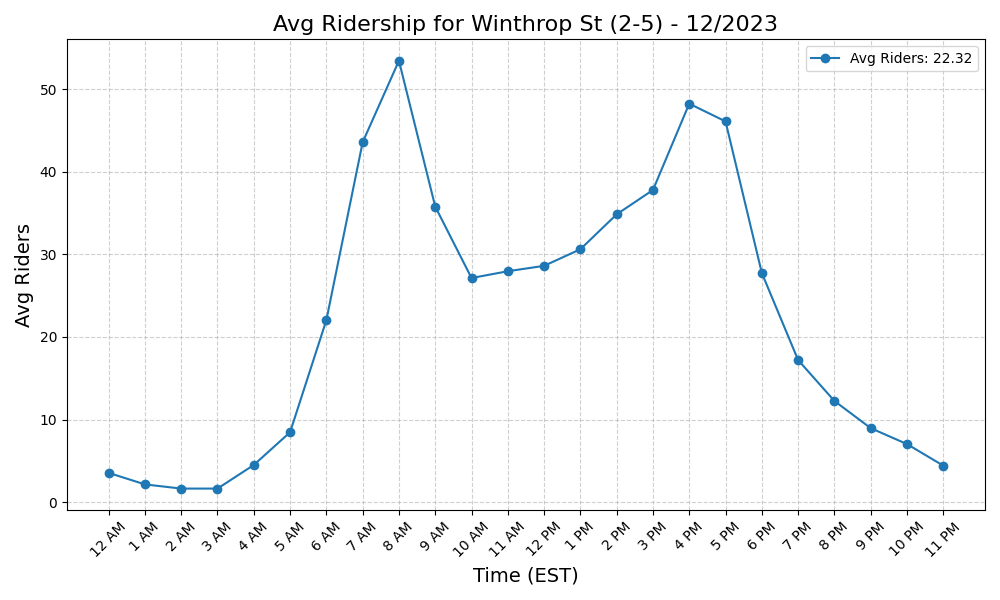 Avg Ridership for Winthrop St (2-5) - 12/2023
Avg Riders: 22.32
Avg Riders
50
40
30
20
10
0
12 AM
1 AM
2 AM
3 AM
4 AM
5 AM
6 AM
7 AM
8 AM
9 AM
10 AM
11 AM
12 PM
1 PM
2 PM
3 PM
4 PM
5 PM
6 PM
7 PM
8 PM
9 PM
10 PM
11 PM
Time (EST)